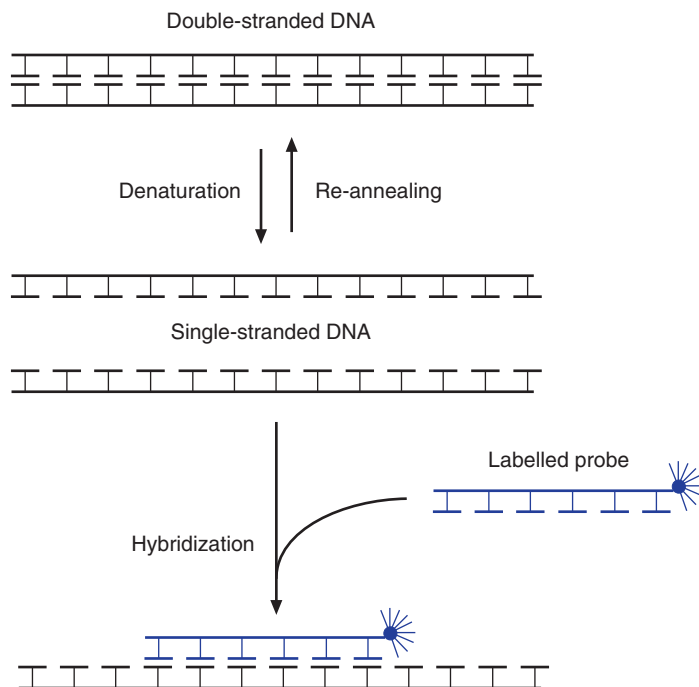 Double-stranded DNA
Denaturation
Re-annealing
Single-stranded DNA
Labelled probe
Hybridization